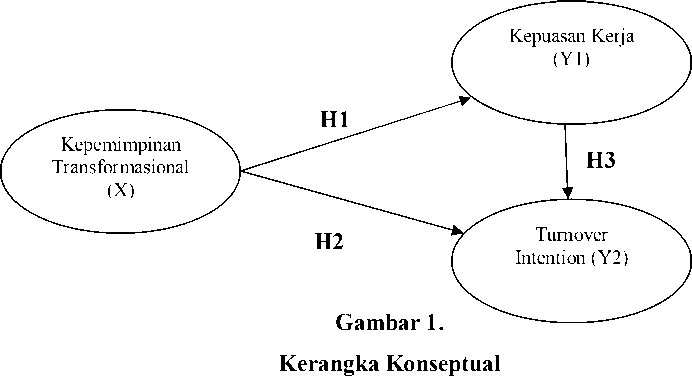 Kepuasan Kerja
(Y1)
H1
Kepemimpinan
Transformasional
(X)
H3
H2
Turnover
Intention (Y2)
Gambar 1.
Kerangka Konseptual